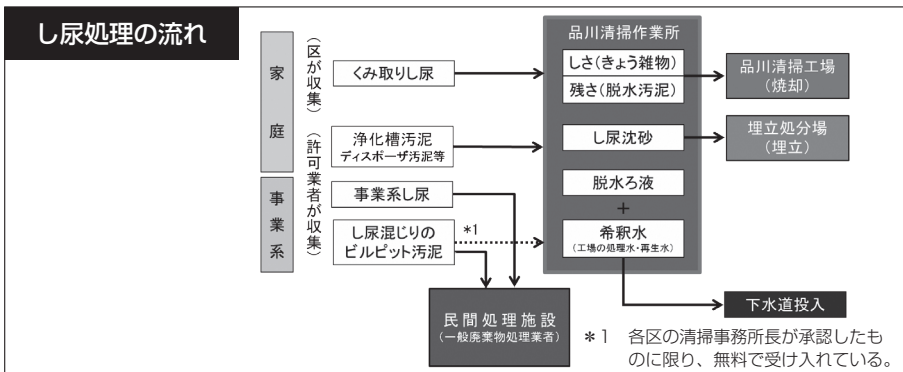 し尿処理の流れ
家庭
事業系
(区が収集)
(許可業者が収集)
くみ取りし尿
浄化槽汚泥
ディスポーザ汚泥等
事業系し尿
し尿混じりの
ビルピット汚泥
*1
品川清掃作業所
しさ(きょう雑物)
残さ(脱水汚泥)
し尿沈砂
脱水ろ液
+
希釈水
(工場の処理水・再生水)
品川清掃工場
(焼却)
埋立処分場
(埋立)
下水道投入
民間処理施設
(一般廃棄物処理業者)
*1 各区の清掃事務所長が承認したも
のに限り、無料で受け入れている。